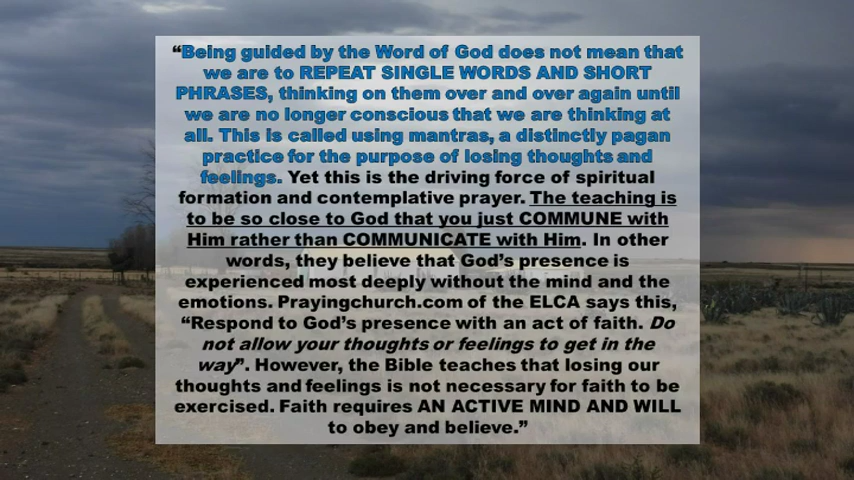 “Being guided by the Word of God does not mean that
we are to REPEAT SINGLE WORDS AND SHORT
PHRASES, thinking on them over and over again until
we are no longer conscious that we are thinking at
all. This is called using mantras, a distinctly pagan
practice for the purpose of losing thoughts and
feelings. Yet this is the driving force of spiritual
formation and contemplative prayer. The teaching is
to be so close to God that you just COMMUNE with
Him rather than COMMUNICATE with Him. In other
words, they believe that God’s presence is
experienced most deeply without the mind and the
emotions. Prayingchurch.com of the ELCA says this,
“Respond to God’s presence with an act of faith. Do
not allow your thoughts or feelings to get in the
way”. However, the Bible teaches that losing our
thoughts and feelings is not necessary for faith to be
exercised. Faith requires AN ACTIVE MIND AND WILL
to obey and believe.”